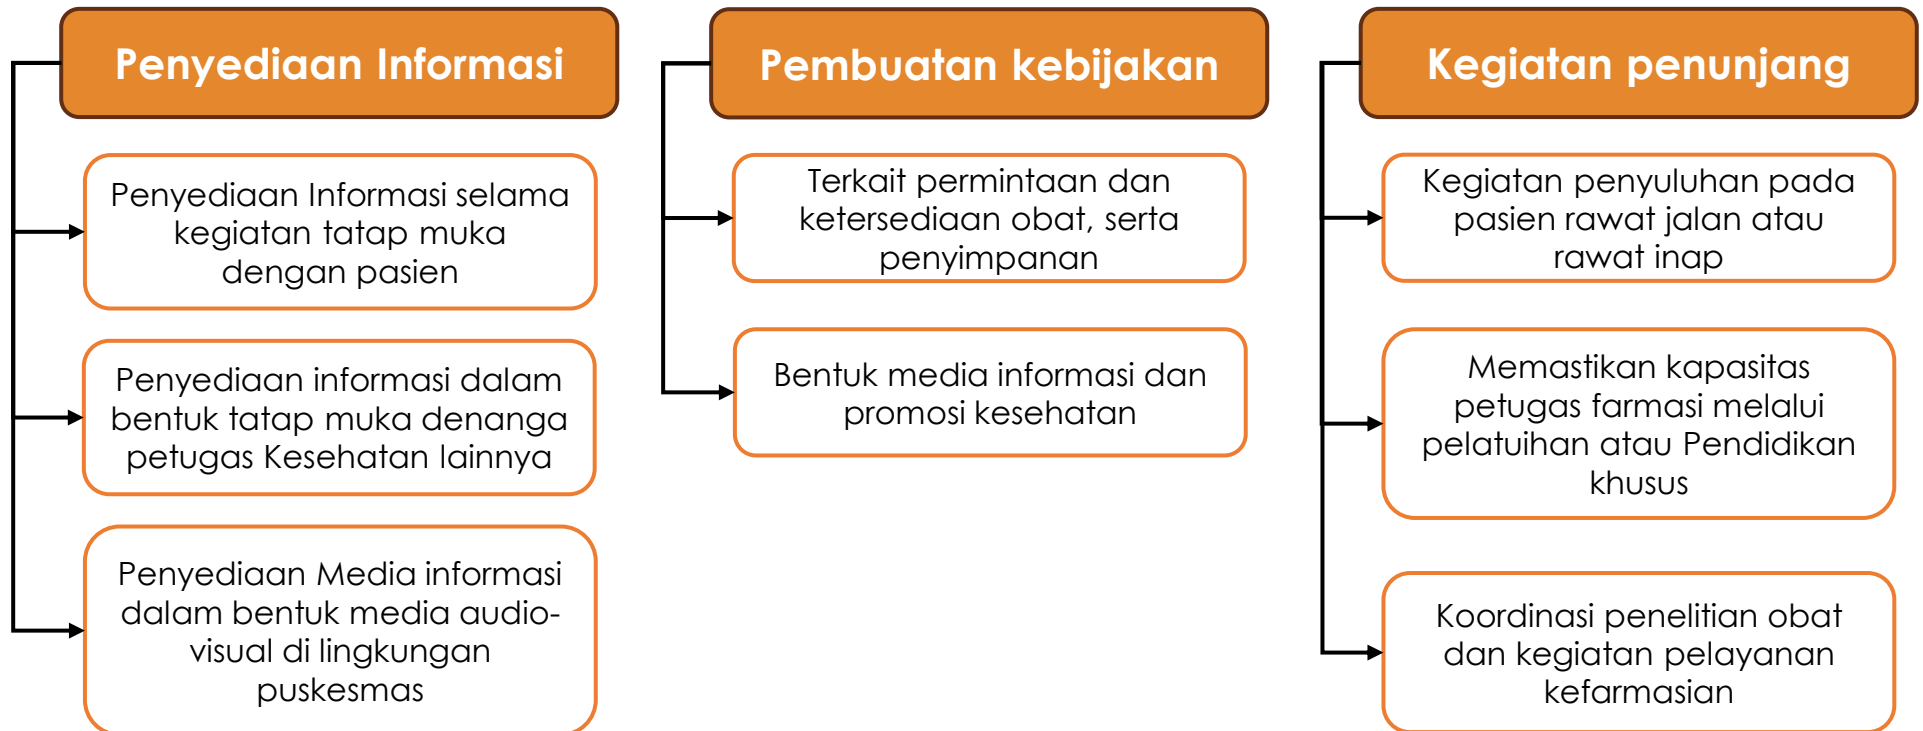 Penyediaan Informasi
Penyediaan Informasi selama
kegiatan tatap muka
dengan pasien
Penyediaan informasi dalam
bentuk tatap muka denanga
petugas Kesehatan lainnya
Penyediaan Media informasi
dalam bentuk media audio-
visual di lingkungan
puskesmas
Pembuatan kebijakan
Terkait permintaan dan
ketersediaan obat, serta
penyimpanan
Bentuk media informasi dan
promosi kesehatan
Kegiatan penunjang
Kegiatan penyuluhan pada
pasien rawat jalan atau
rawat inap
Memastikan kapasitas
petugas farmasi melalui
pelatuihan atau Pendidikan
khusus
Koordinasi penelitian obat
dan kegiatan pelayanan
kefarmasian